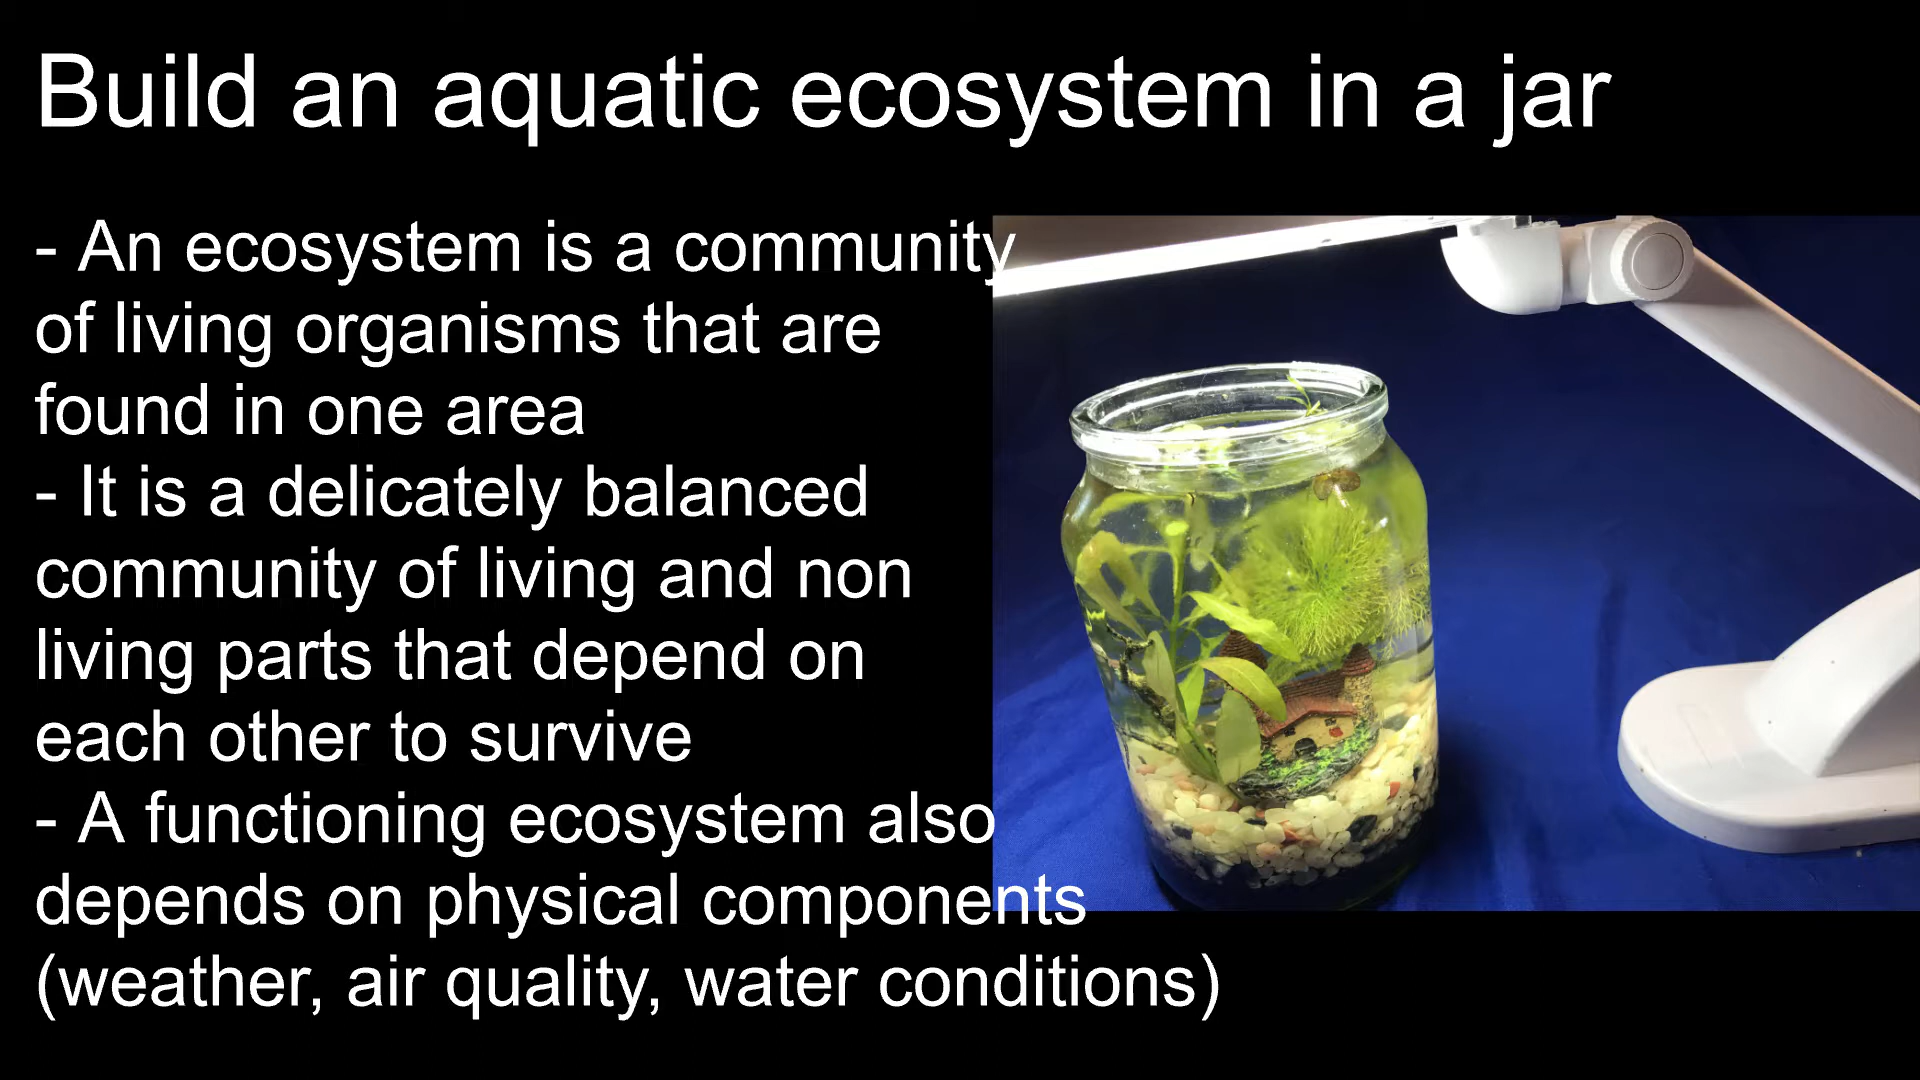 Build an aquatic ecosystem in a jar
- An ecosystem is a community
of living organisms that are
found in one area
- It is a delicately balanced
community of living and non
living parts that depend on
each other to survive
- A functioning ecosystem also
depends on physical components
(weather, air quality, water conditions)